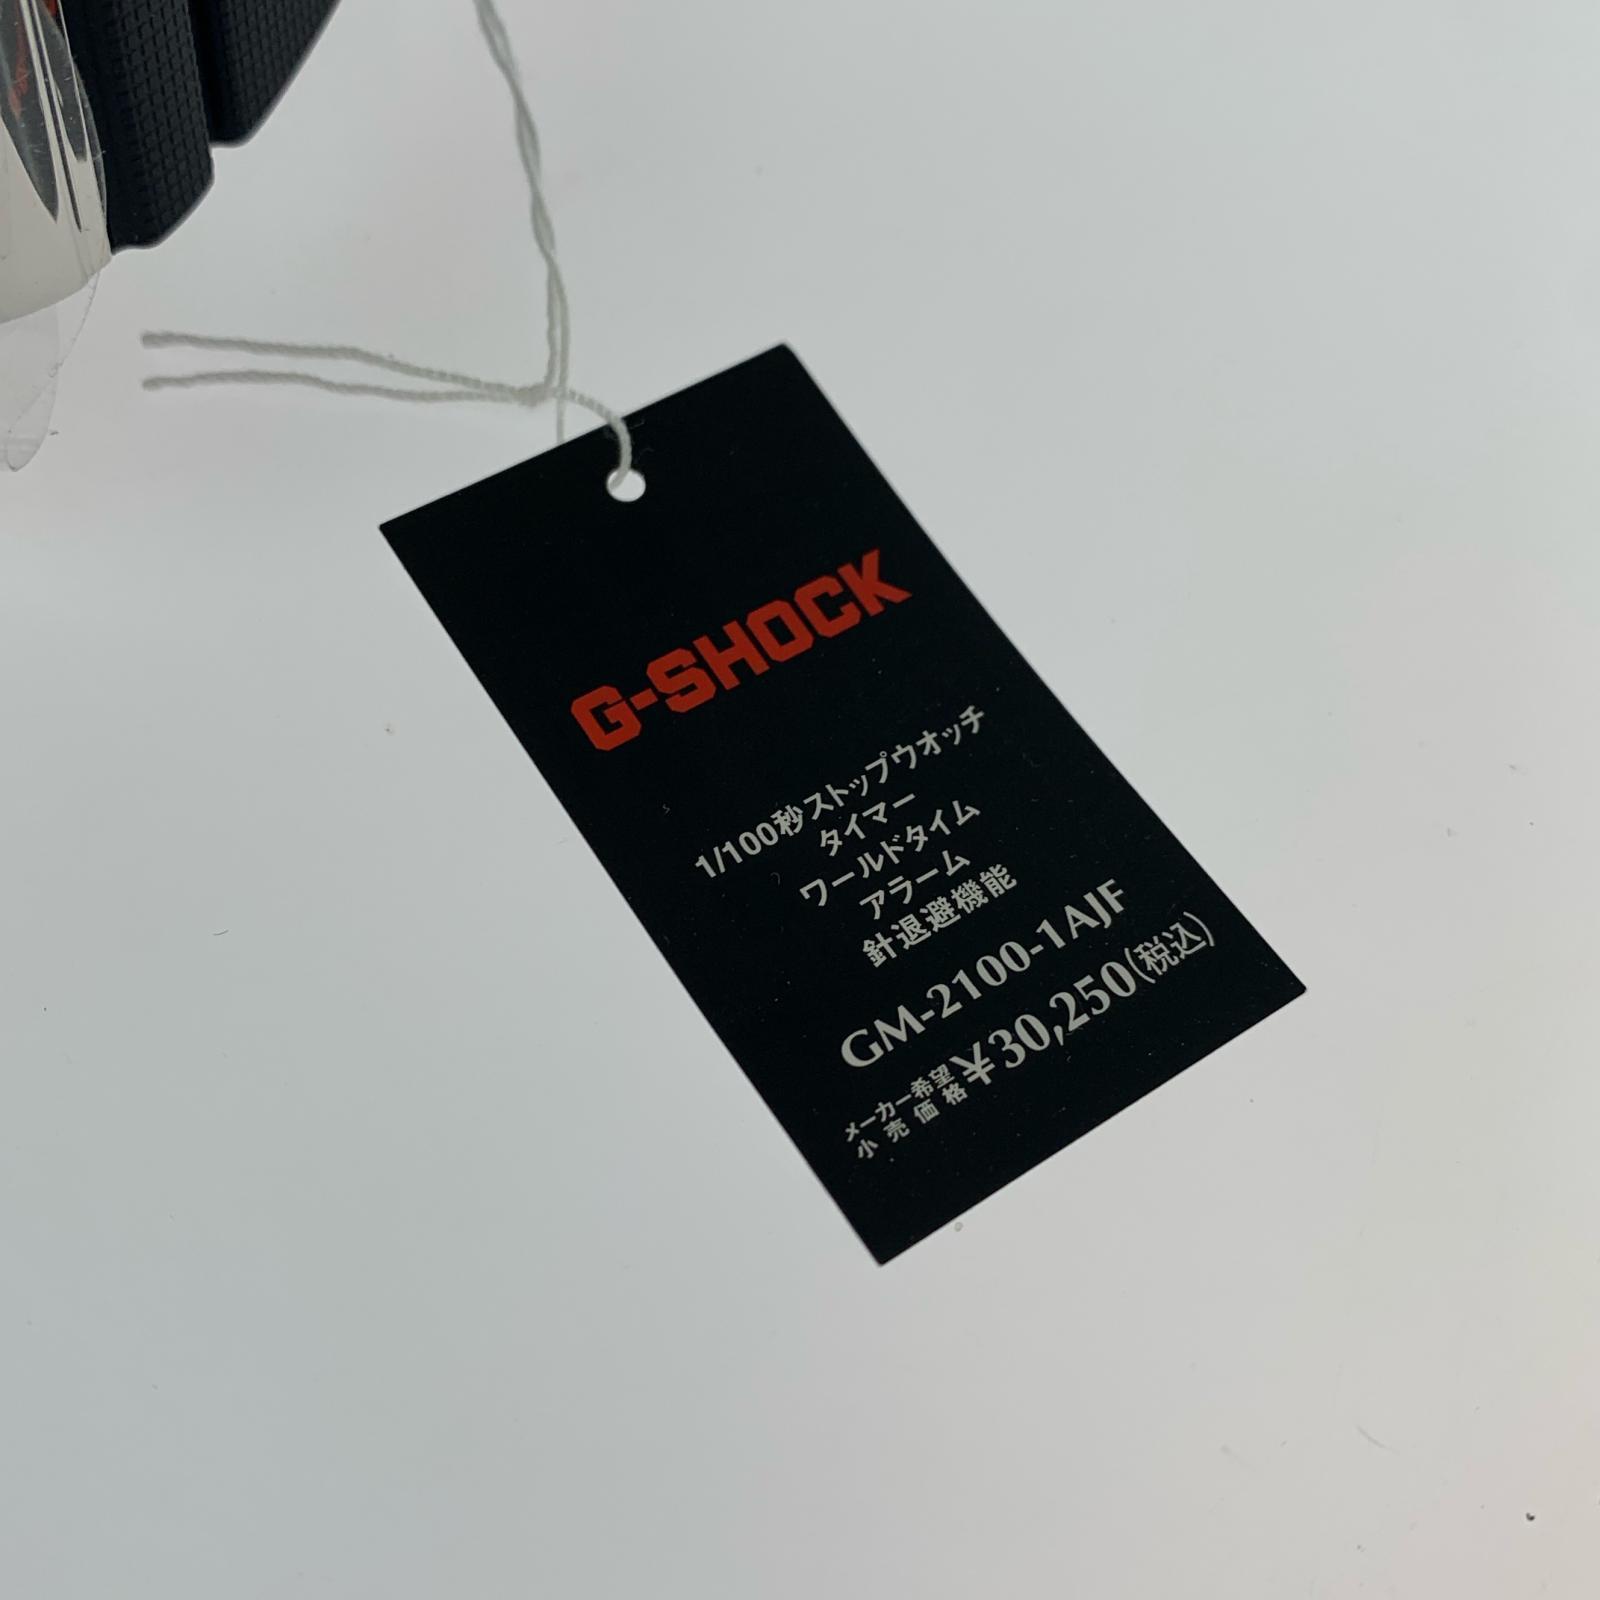 G-SHOCK
1/100秒ストップウオッチ
タイマー
ワールドタイム
アラーム
針退避機能
GM-2100-1AJF
メーカー希望
小売価格
¥30,250(税込)